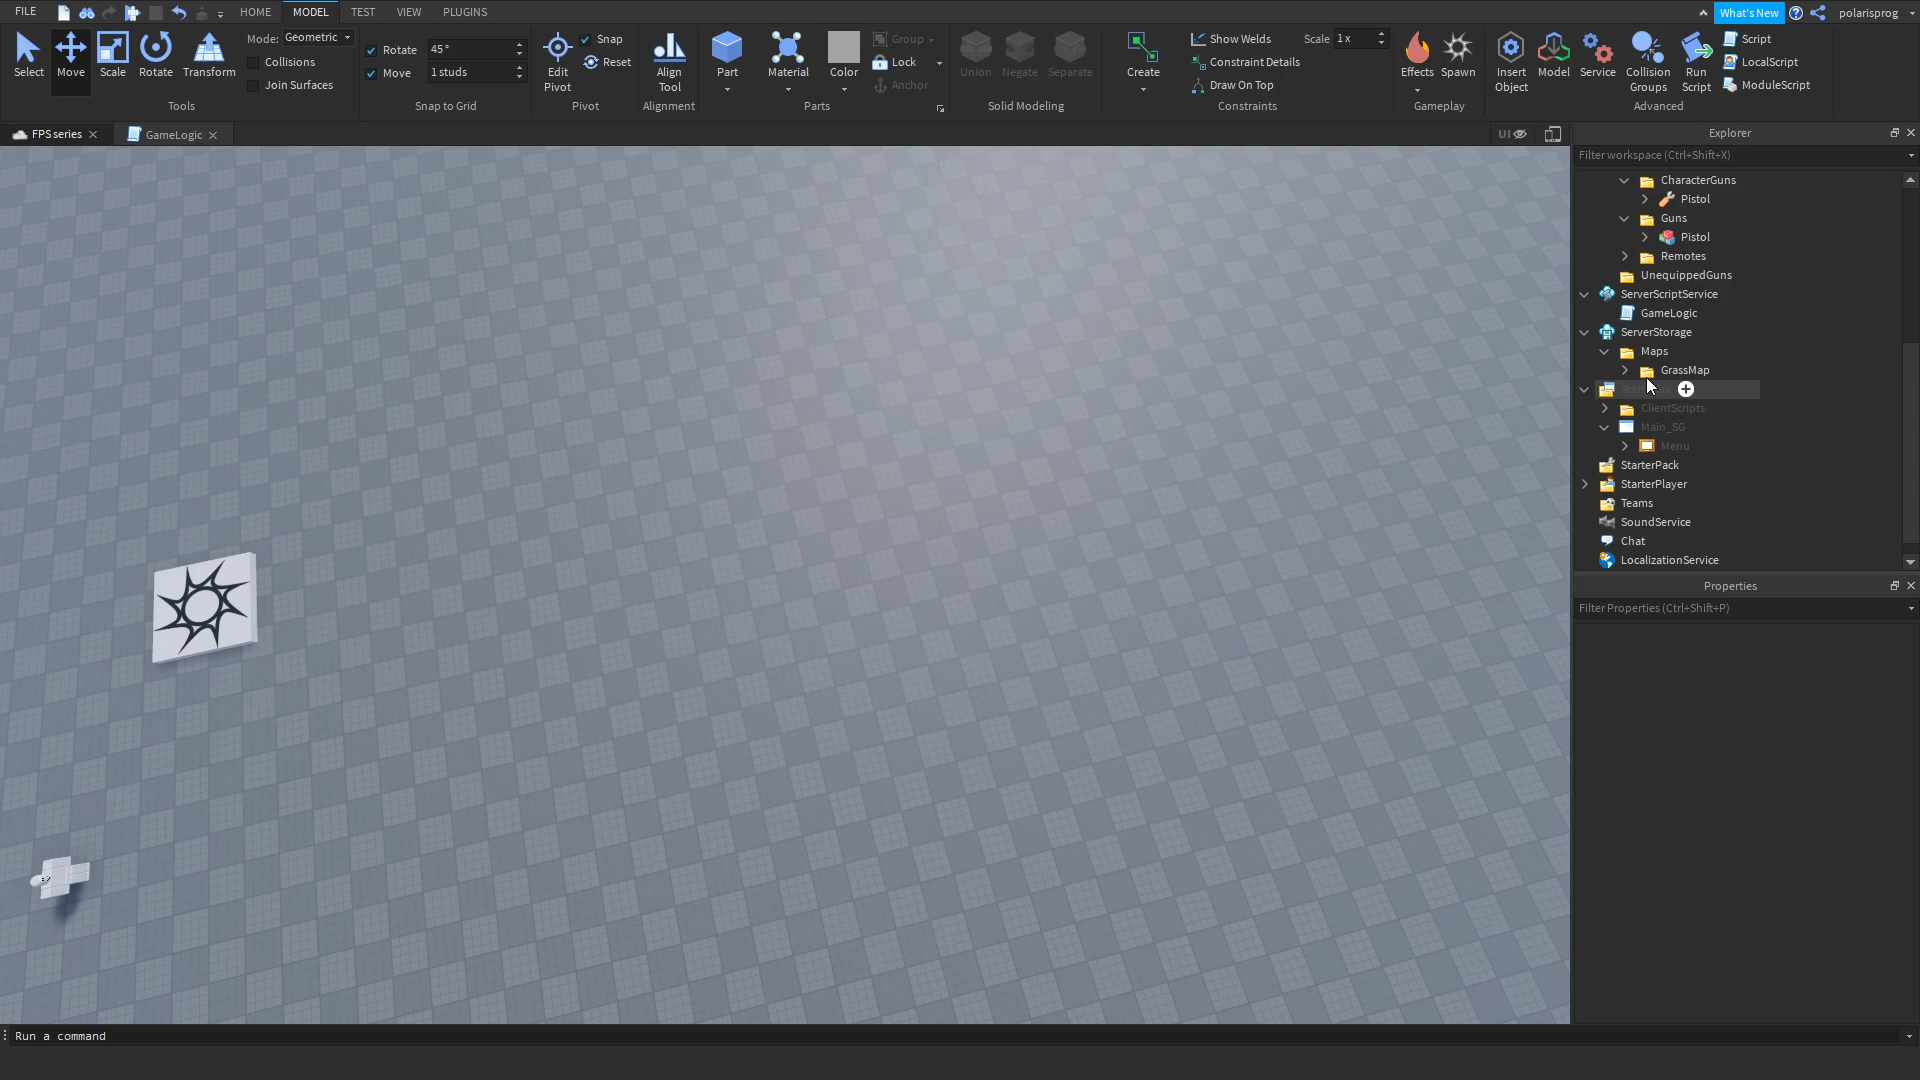 FILE HOME MODEL TEST VIEW PLUGINS What's New polarisprog
Mode: Geometric
Collisions
Join Surfaces
Select Move Scale Rotate Transform
Tools
Rotate 45°
Move 1 studs
Snap to Grid
Edit Pivot
Snap
Reset
Pivot
Align Tool
Alignment
Part Material Color
Group
Lock
Anchor
Parts
Union Negate Separate
Solid Modeling
Create
Show Welds Scale 1x
Constraint Details
Draw On Top
Constraints
Effects Spawn
Gameplay
Insert Object
Model
Service
Collision Groups
Run Script
Script
LocalScript
ModuleScript
Advanced
FPS series
GameLogic
UI
Explorer
Filter workspace (Ctrl+Shift+X)
CharacterGuns
Pistol
Guns
Pistol
Remotes
UnequippedGuns
ServerScriptService
GameLogic
ServerStorage
Maps
GrassMap
ClientScripts
Main_SG
Menu
StarterPack
StarterPlayer
Teams
SoundService
Chat
LocalizationService
Properties
Filter Properties (Ctrl+Shift+P)
Run a command